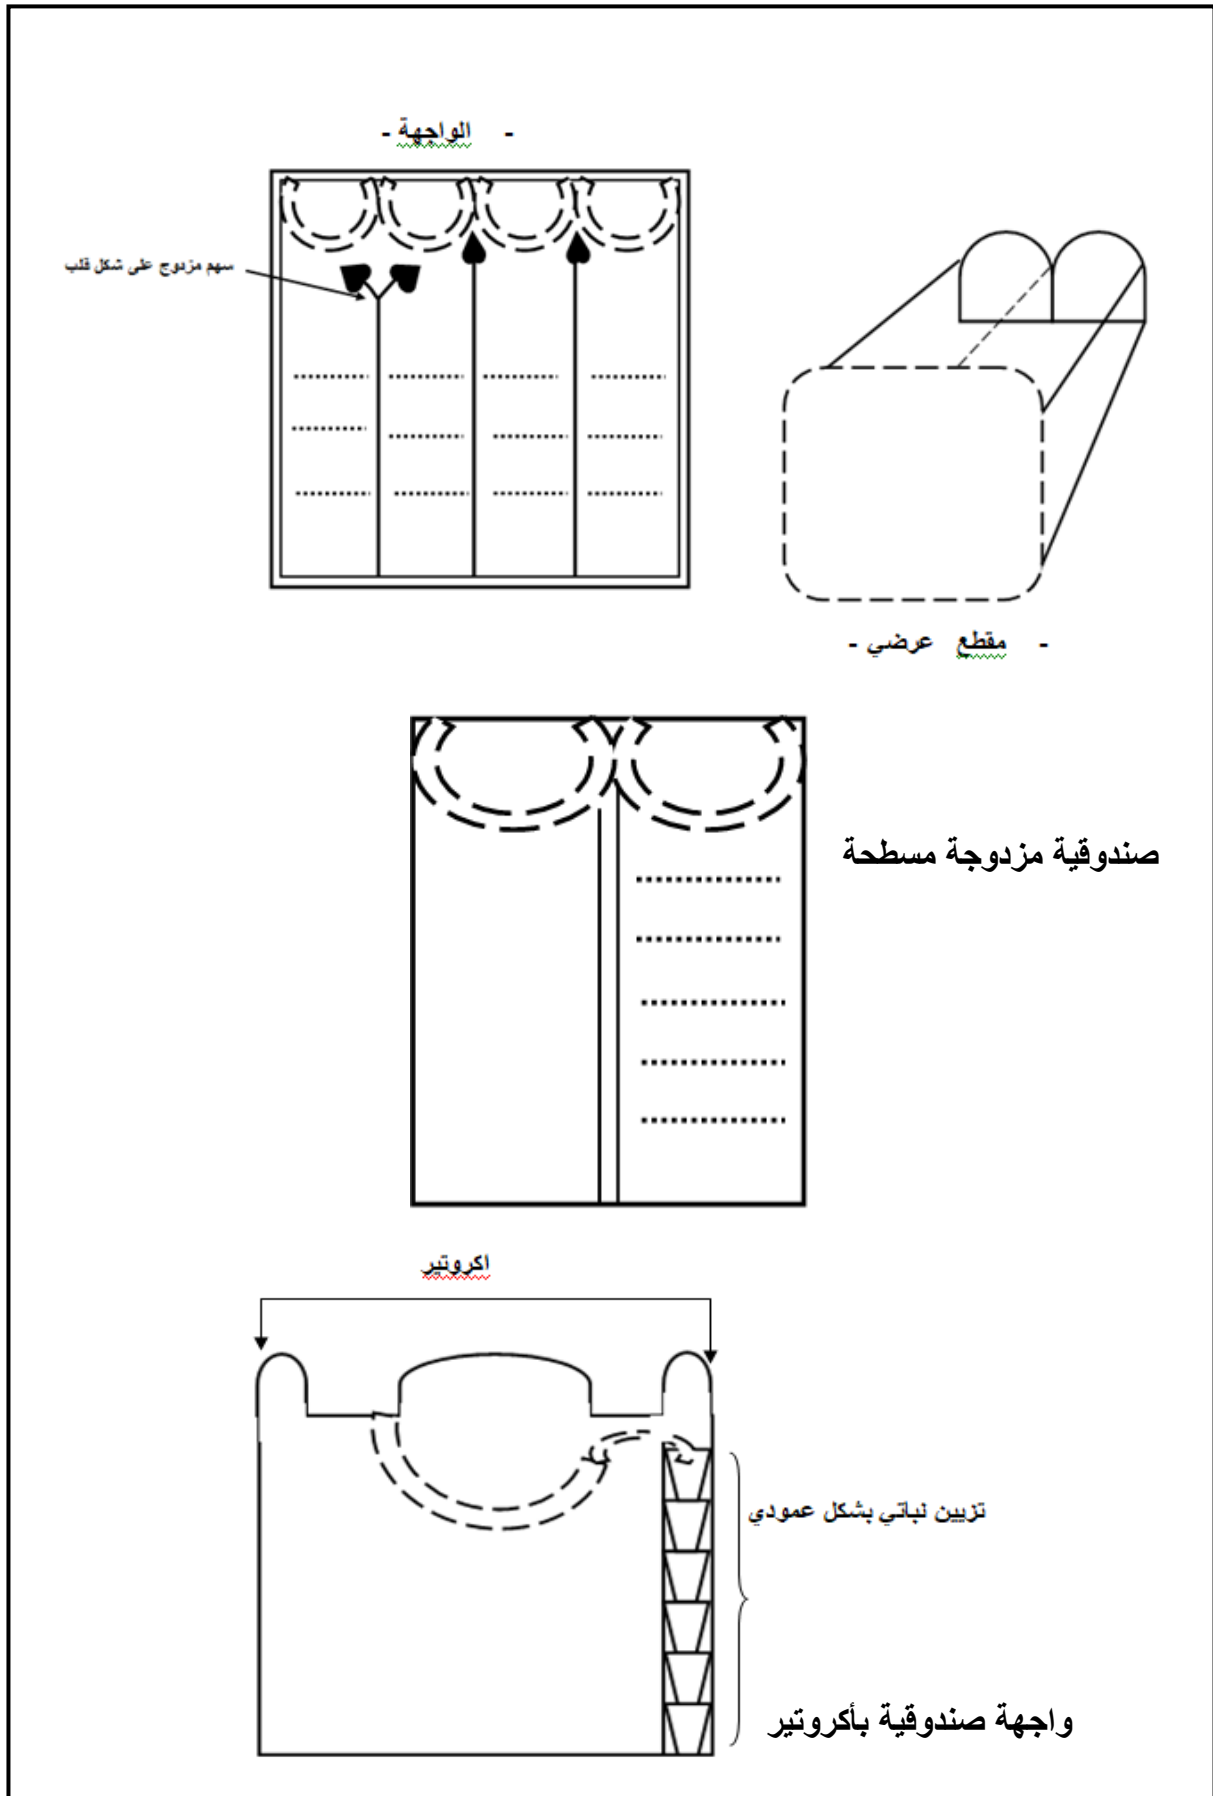 - الواجهة -
سهم مزدوج على شكل قلب
- مقطع عرضي -
صندوقية مزدوجة مسطحة
اكروتير
تزيين نباتي بشكل عمودي
واجهة صندوقية بأكروتير